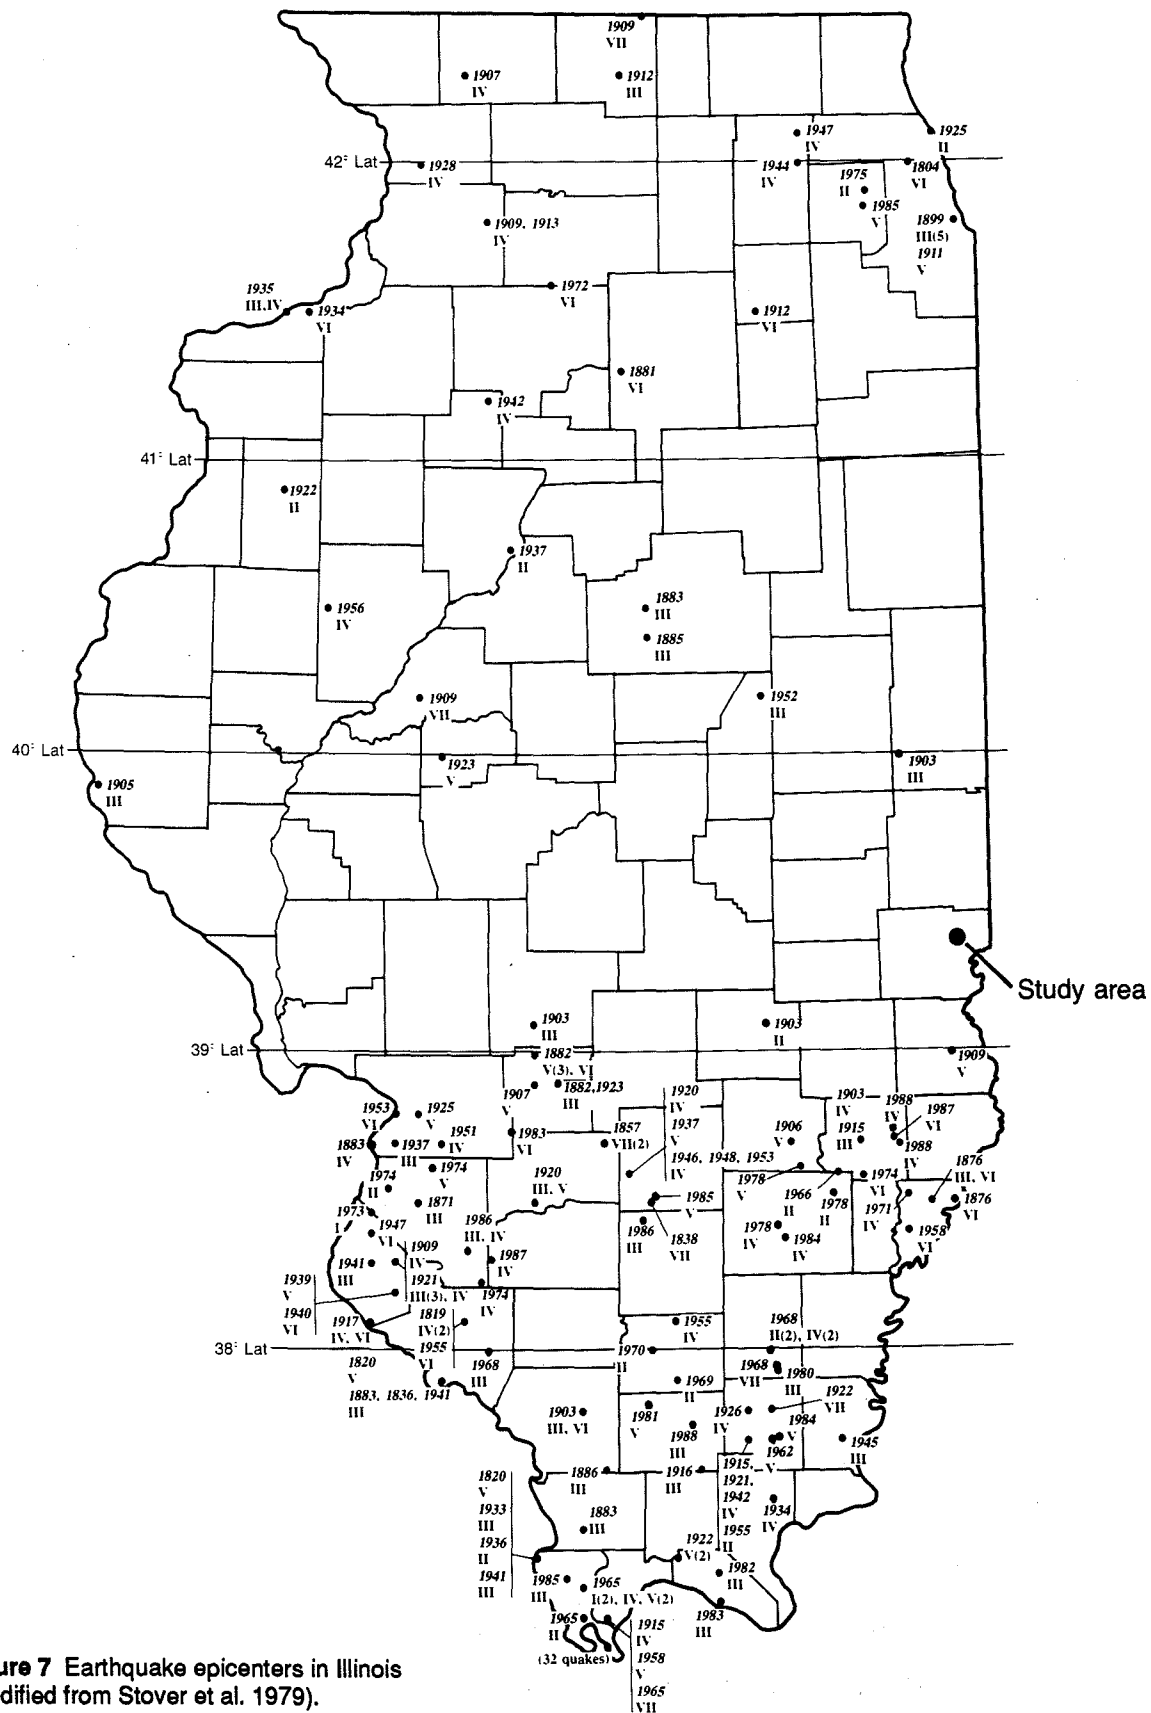 1909
VII
1907
IV
1912
III
1947
IV
1925
II
42° Lat
1928
IV
1944
IV
1804
VI
1975
II
1985
V
1909, 1913
IV
1899
III(5)
1911
V
1935
III,IV
1934
VI
1972
VI
1912
VI
1881
VI
1942
IV
41° Lat
1922
II
1937
II
1956
IV
1883
III
1885
III
1909
VII
1952
III
40° Lat
1923
V
1903
III
1905
III
Study area
1903
III
1903
II
39° Lat
1882
V(3), VI
1909
V
1907
V
1882,1923
III
1920
IV
1937
V
1946, 1948, 1953
IV
1903
IV
1988
IV
1987
VI
1953
VI
1925
V
1857
VII(2)
1906
V
1915
III
1883
IV
1937
III
1951
IV
1983
VI
1988
IV
1876
III, VI
1974
II
1974
V
1920
III, V
1978
V
1974
VI
1871
III
1985
V
1966
II
1978
II
1971
IV
1876
VI
1973
I
1947
VI
1986
III, IV
1986
III
1838
VII
1978
IV
1984
IV
1958
VI
1909
IV
1987
IV
1941
III
1921
III(3), IV
1974
IV
1939
V
1940
VI
1917
IV, VI
1819
IV(2)
1955
VI
1955
IV
1968
II(2), IV(2)
38° Lat
1970
II
1968
III
1968
VII
1980
III
1820
V
1883, 1836, 1941
III
1969
II
1922
VII
1903
III, VI
1981
V
1926
IV
1984
V
1988
III
1962
V
1945
III
1886
III
1916
III
1915,
1921,
1942
IV
1955
II
1820
V
1933
III
1936
II
1941
III
1934
IV
1883
III
1922
V(2)
1982
III
1985
III
1965
I(2), IV, V(2)
1983
III
1965
II
1915
IV
1958
V
1965
VII
(32 quakes)
ure 7 Earthquake epicenters in Illinois
dified from Stover et al. 1979).